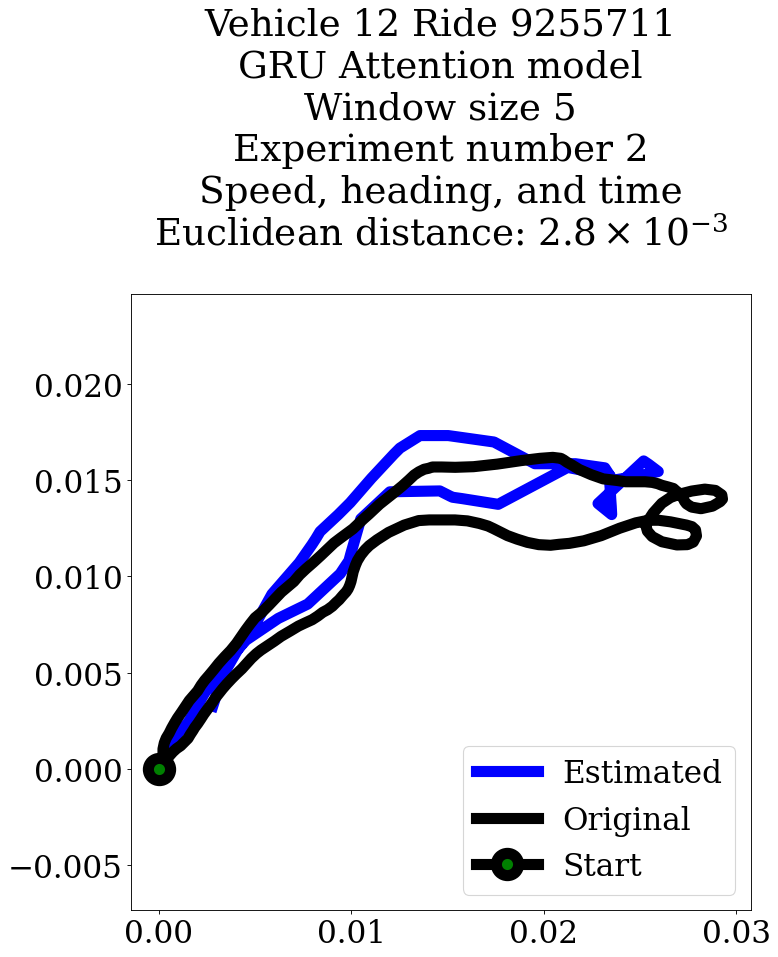 Vehicle 12 Ride 9255711
GRU Attention model
Window size 5
Experiment number 2
Speed, heading, and time
Euclidean distance: 2.8 × 10⁻³
0.020
0.015
0.010
0.005
0.000
−0.005
Estimated
Original
Start
0.00 0.01 0.02 0.03